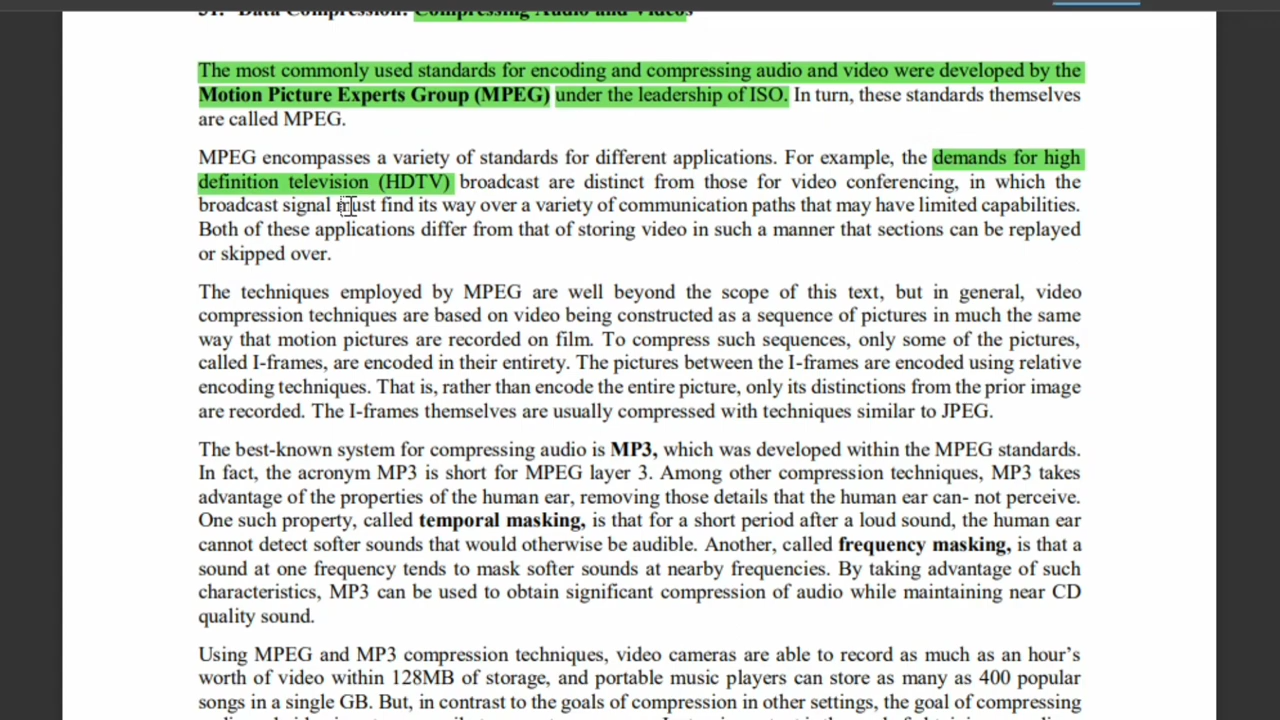 31. Data Compression: Compressing Audio and Videos
The most commonly used standards for encoding and compressing audio and video were developed by the
Motion Picture Experts Group (MPEG) under the leadership of ISO. In turn, these standards themselves
are called MPEG.
MPEG encompasses a variety of standards for different applications. For example, the demands for high
definition television (HDTV) broadcast are distinct from those for video conferencing, in which the
broadcast signal must find its way over a variety of communication paths that may have limited capabilities.
Both of these applications differ from that of storing video in such a manner that sections can be replayed
or skipped over.
The techniques employed by MPEG are well beyond the scope of this text, but in general, video
compression techniques are based on video being constructed as a sequence of pictures in much the same
way that motion pictures are recorded on film. To compress such sequences, only some of the pictures,
called I-frames, are encoded in their entirety. The pictures between the I-frames are encoded using relative
encoding techniques. That is, rather than encode the entire picture, only its distinctions from the prior image
are recorded. The I-frames themselves are usually compressed with techniques similar to JPEG.
The best-known system for compressing audio is MP3, which was developed within the MPEG standards.
In fact, the acronym MP3 is short for MPEG layer 3. Among other compression techniques, MP3 takes
advantage of the properties of the human ear, removing those details that the human ear can- not perceive.
One such property, called temporal masking, is that for a short period after a loud sound, the human ear
cannot detect softer sounds that would otherwise be audible. Another, called frequency masking, is that a
sound at one frequency tends to mask softer sounds at nearby frequencies. By taking advantage of such
characteristics, MP3 can be used to obtain significant compression of audio while maintaining near CD
quality sound.
Using MPEG and MP3 compression techniques, video cameras are able to record as much as an hour's
worth of video within 128MB of storage, and portable music players can store as many as 400 popular
songs in a single GB. But, in contrast to the goals of compression in other settings, the goal of compressing